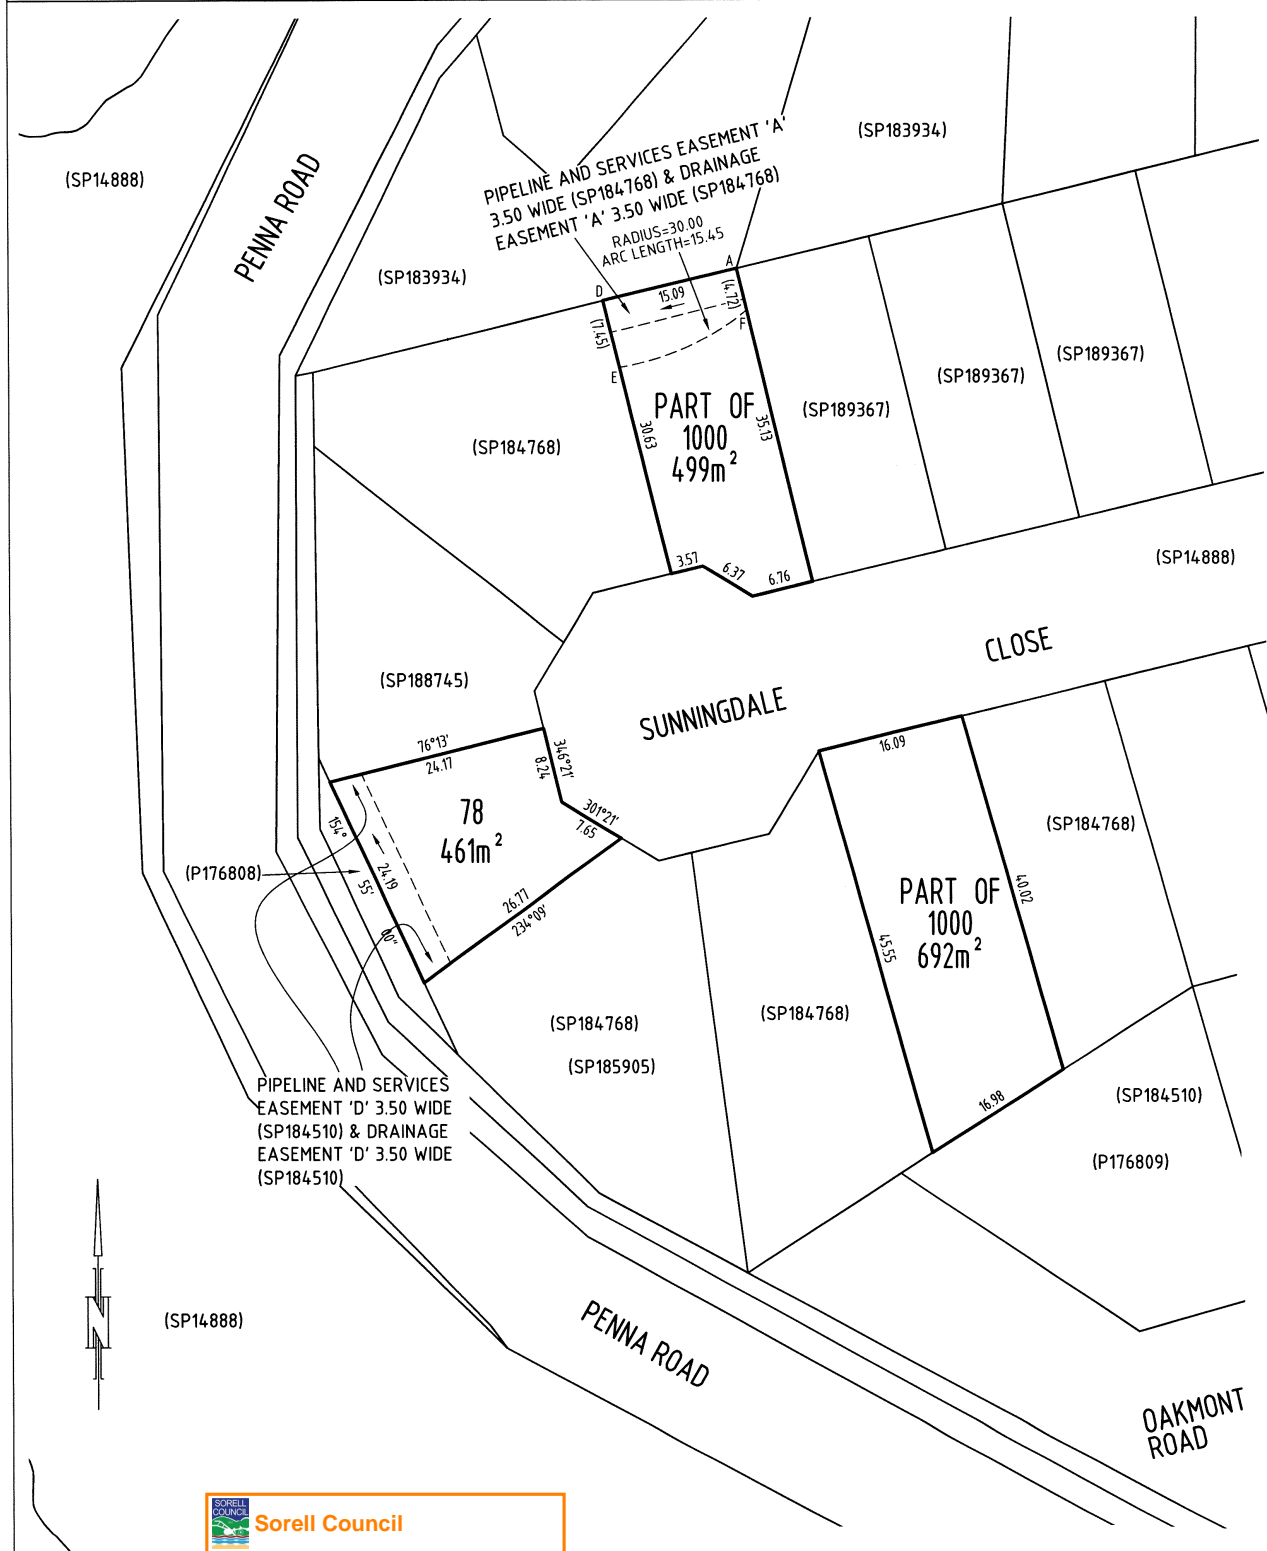 (SP14888)
PENNA ROAD
(SP183934)
PIPELINE AND SERVICES EASEMENT 'A'
3.50 WIDE (SP184768) & DRAINAGE
EASEMENT 'A' 3.50 WIDE (SP184768)
RADIUS=30.00
ARC LENGTH=15.45
(SP183934)
A
D
15.09
(4.72)
F
(7.45)
E
PART OF
1000
499m²
30.63
35.13
(SP184768)
(SP189367)
(SP189367)
(SP189367)
3.57
6.37
6.76
(SP14888)
CLOSE
SUNNINGDALE
(SP188745)
76°13'
24.17
346°21'
8.24
301°21'
7.65
78
461m²
154°
55'
00"
24.19
26.77
234°09'
(P176808)
16.09
PART OF
1000
692m²
45.55
40.02
16.98
(SP184768)
(SP184768)
(SP184768)
(SP185905)
(SP184510)
(P176809)
PIPELINE AND SERVICES
EASEMENT 'D' 3.50 WIDE
(SP184510) & DRAINAGE
EASEMENT 'D' 3.50 WIDE
(SP184510)
N
(SP14888)
PENNA ROAD
OAKMONT
ROAD
SORELL
COUNCIL
Sorell Council